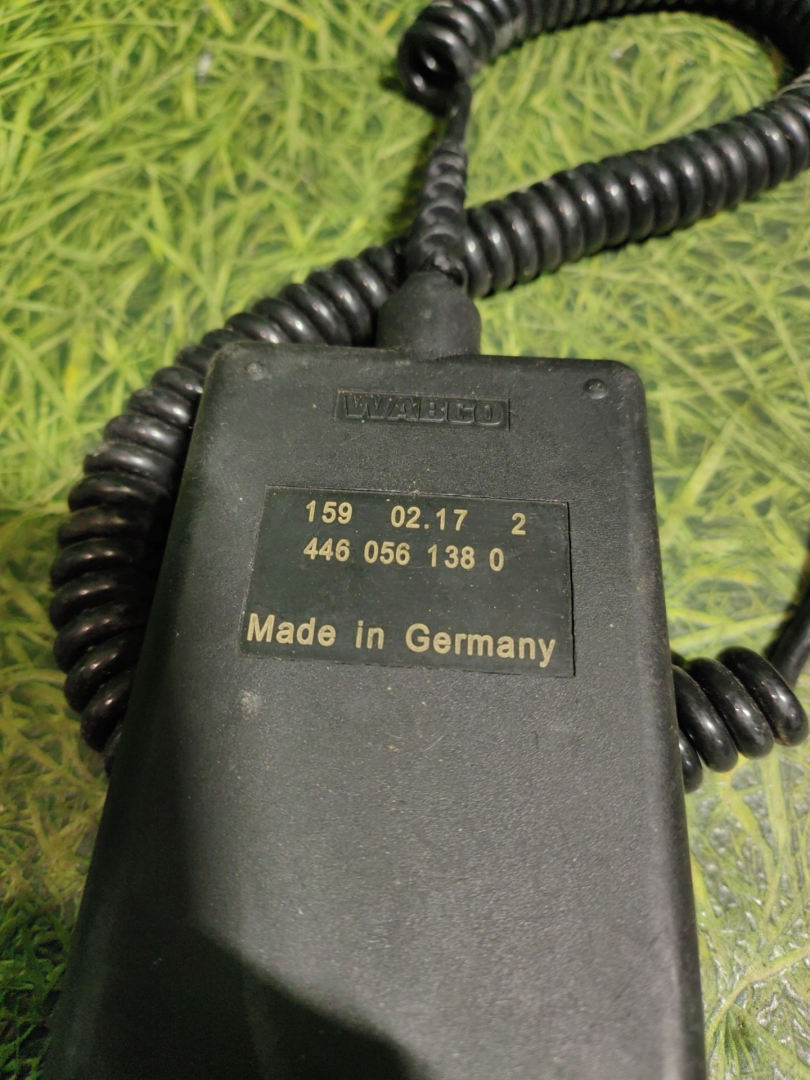 WABCO
159 02.17 2
446 056 138 0
Made in Germany